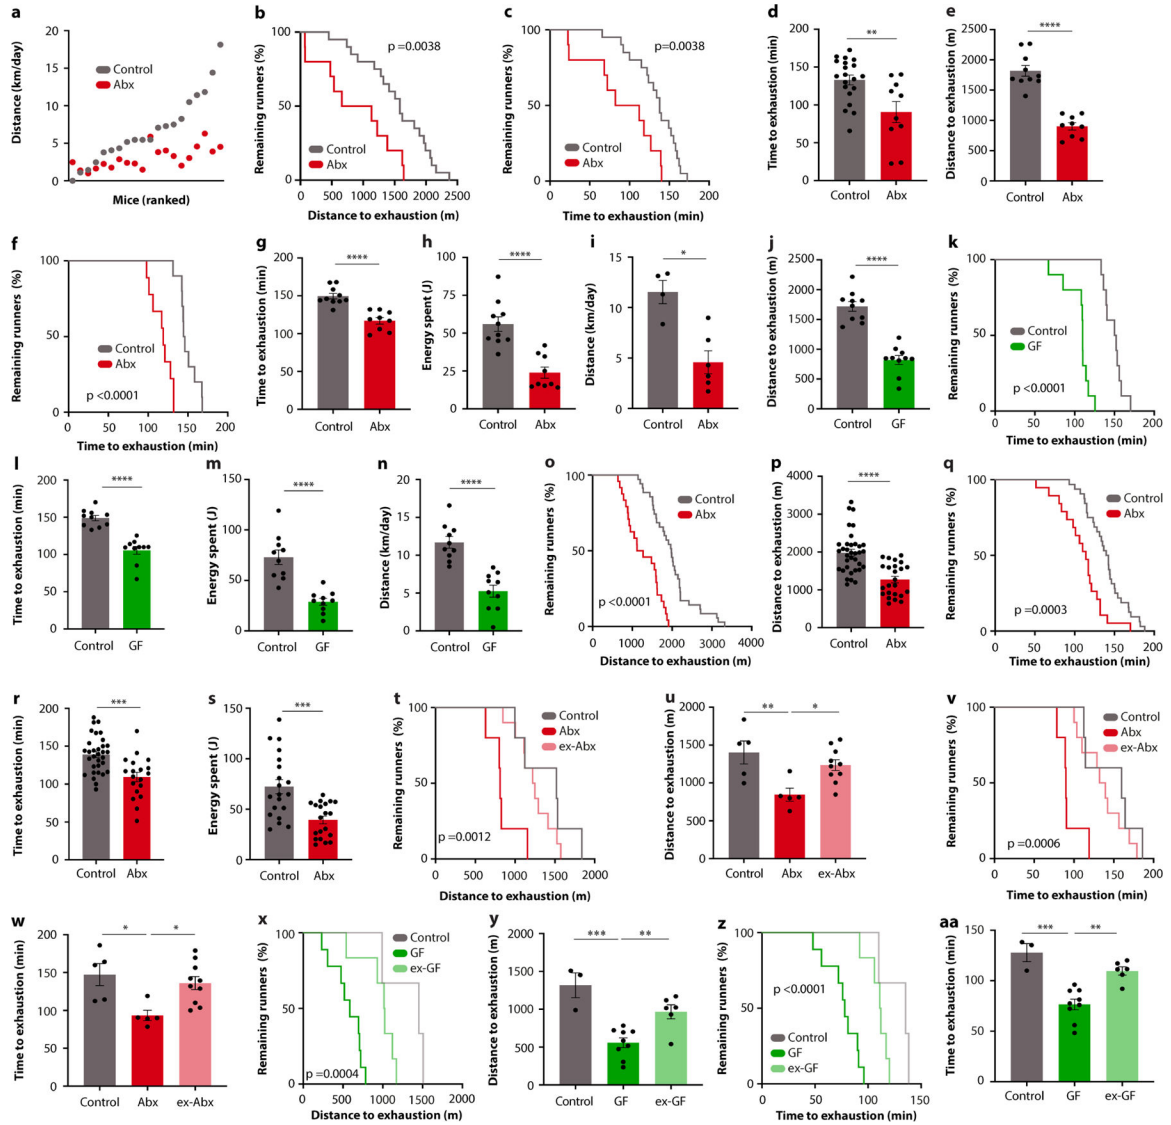 a
Distance (km/day)
20
15
10
5
0
Control
Abx
Mice (ranked)
b
Remaining runners (%)
100
50
0
p =0.0038
Control
Abx
0 500 1000 1500 2000 2500
Distance to exhaustion (m)
c
Remaining runners (%)
100
50
0
p=0.0038
Control
Abx
0 50 100 150 200
Time to exhaustion (min)
d
Time to exhaustion (min)
200
150
100
50
0
**
Control Abx
e
Distance to exhaustion (m)
2500
2000
1500
1000
500
0
****
Control Abx
f
Remaining runners (%)
100
50
0
Control
Abx
p <0.0001
0 50 100 150 200
Time to exhaustion (min)
g
Time to exhaustion (min)
200
150
100
50
0
****
Control Abx
h
Energy spent (J)
100
75
50
25
0
****
Control Abx
i
Distance (km/day)
15
10
5
0
*
Control Abx
j
Distance to exhaustion (m)
2500
2000
1500
1000
500
0
****
Control GF
k
Remaining runners (%)
100
50
0
Control
GF
p <0.0001
0 50 100 150 200
Time to exhaustion (min)
l
Time to exhaustion (min)
200
150
100
50
0
****
Control GF
m
Energy spent (J)
150
100
50
0
****
Control GF
n
Distance (km/day)
20
15
10
5
0
****
Control GF
o
Remaining runners (%)
100
50
0
Control
Abx
p <0.0001
0 1000 2000 3000 4000
Distance to exhaustion (m)
p
Distance to exhaustion (m)
4000
3000
2000
1000
0
****
Control Abx
q
Remaining runners (%)
100
50
0
Control
Abx
p =0.0003
0 50 100 150 200
Time to exhaustion (min)
r
Time to exhaustion (min)
200
150
100
50
0
***
Control Abx
s
Energy spent (J)
150
100
50
0
***
Control Abx
t
Remaining runners (%)
100
50
0
Control
Abx
ex-Abx
p =0.0012
0 500 1000 1500 2000
Distance to exhaustion (m)
u
Distance to exhaustion (m)
2000
1500
1000
500
0
** *
Control Abx ex-Abx
v
Remaining runners (%)
100
50
0
Control
Abx
ex-Abx
p =0.0006
0 50 100 150 200
Time to exhaustion (min)
w
Time to exhaustion (min)
200
150
100
50
0
* *
Control Abx ex-Abx
x
Remaining runners (%)
100
50
0
Control
GF
ex-GF
p =0.0004
0 500 1000 1500 2000
Distance to exhaustion (m)
y
Distance to exhaustion (m)
2000
1500
1000
500
0
*** **
Control GF ex-GF
z
Remaining runners (%)
100
50
0
p <0.0001
Control
GF
ex-GF
0 50 100 150
Time to exhaustion (min)
aa
Time to exhaustion (min)
150
100
50
0
*** **
Control GF ex-GF